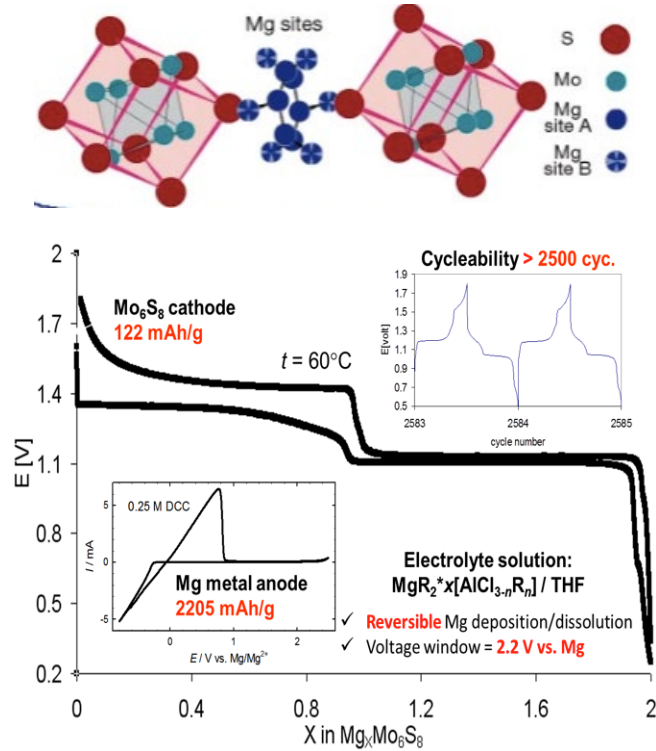 Mg sites
S
Mo
Mg
site A
Mg
site B
E [V]
2
1.7
1.4
1.1
0.8
0.5
0.2
Mo6S8 cathode
122 mAh/g
t = 60°C
Cycleability > 2500 cyc.
E[volt]
1.9
1.7
1.5
1.3
1.1
0.9
0.7
0.5
2583
2584
2585
cycle number
0.25 M DCC
I / mA
5
0
-5
Mg metal anode
2205 mAh/g
0
1
2
E / V vs. Mg/Mg2+
Electrolyte solution:
MgR2*x[AlCl3-nRn] / THF
✓ Reversible Mg deposition/dissolution
✓ Voltage window = 2.2 V vs. Mg
0
0.4
0.8
1.2
1.6
2
X in MgXMo6S8